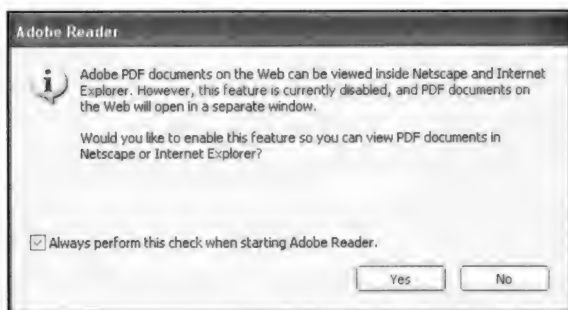 Adobe Reader
Adobe PDF documents on the Web can be viewed inside Netscape and Internet
Explorer. However, this feature is currently disabled, and PDF documents on
the Web will open in a separate window.
Would you like to enable this feature so you can view PDF documents in
Netscape or Internet Explorer?
Always perform this check when starting Adobe Reader.
Yes No